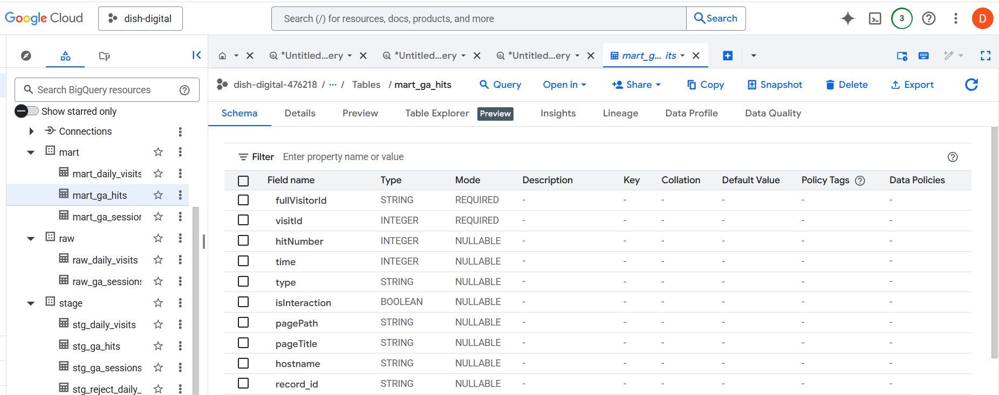 Google Cloud
dish-digital
Search (/) for resources, docs, products, and more
Search
3
D
*Untitled...ery
*Untitled...ery
*Untitled...ery
mart_g... its
Search BigQuery resources
Show starred only
Connections
mart
mart_daily_visits
mart_ga_hits
mart_ga_session
raw
raw_daily_visits
raw_ga_sessions
stage
stg_daily_visits
stg_ga_hits
stg_ga_sessions
stg_reject_daily_
dish-digital-476218 / ··· / Tables / mart_ga_hits
Query
Open in
Share
Copy
Snapshot
Delete
Export
Schema
Details
Preview
Table Explorer Preview
Insights
Lineage
Data Profile
Data Quality
Filter Enter property name or value
Field name Type Mode Description Key Collation Default Value Policy Tags Data Policies
fullVisitorId STRING REQUIRED - - - - - -
visitId INTEGER REQUIRED - - - - - -
hitNumber INTEGER NULLABLE - - - - - -
time INTEGER NULLABLE - - - - - -
type STRING NULLABLE - - - - - -
isInteraction BOOLEAN NULLABLE - - - - - -
pagePath STRING NULLABLE - - - - - -
pageTitle STRING NULLABLE - - - - - -
hostname STRING NULLABLE - - - - - -
record_id STRING NULLABLE - - - - - -